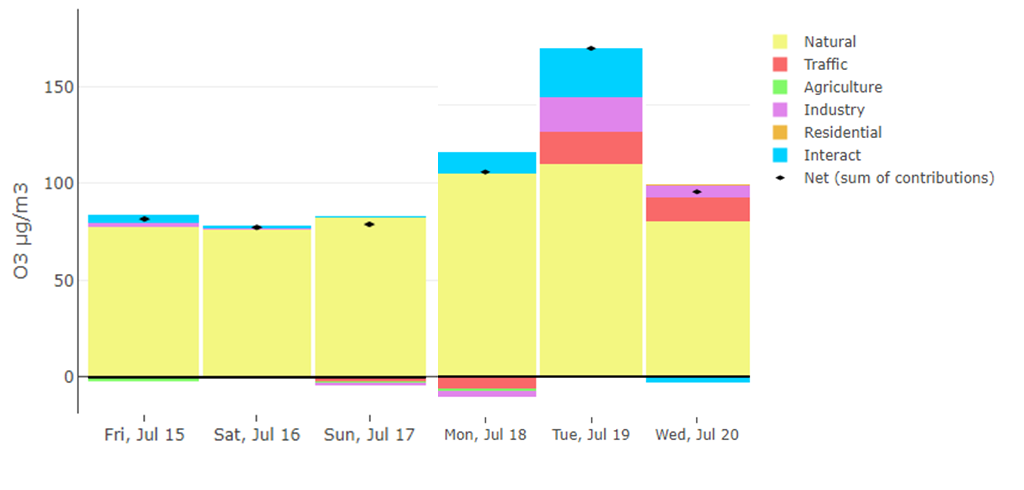 O3 µg/m3
150
100
50
0
Fri, Jul 15
Sat, Jul 16
Sun, Jul 17
Mon, Jul 18
Tue, Jul 19
Wed, Jul 20
Natural
Traffic
Agriculture
Industry
Residential
Interact
Net (sum of contributions)